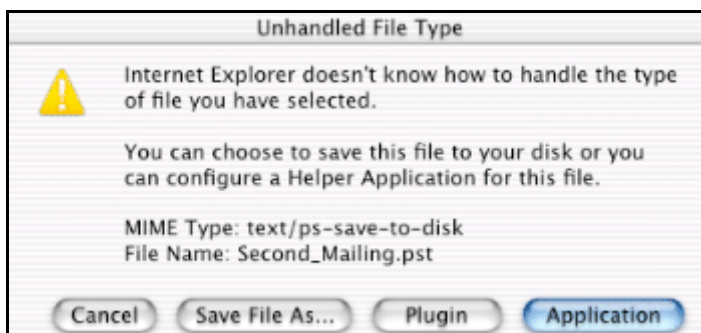 Unhandled File Type
Internet Explorer doesn't know how to handle the type
of file you have selected.
You can choose to save this file to your disk or you
can configure a Helper Application for this file.
MIME Type: text/ps-save-to-disk
File Name: Second_Mailing.pst
Cancel Save File As... Plugin Application